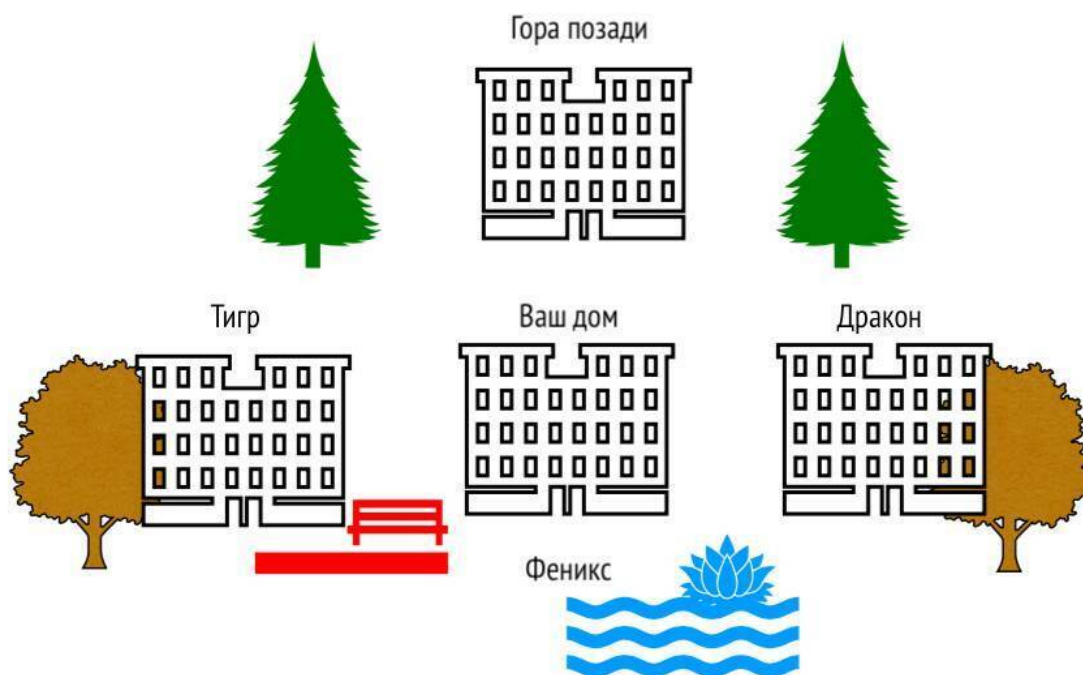 Гора позади
Тигр
Ваш дом
Дракон
Феникс